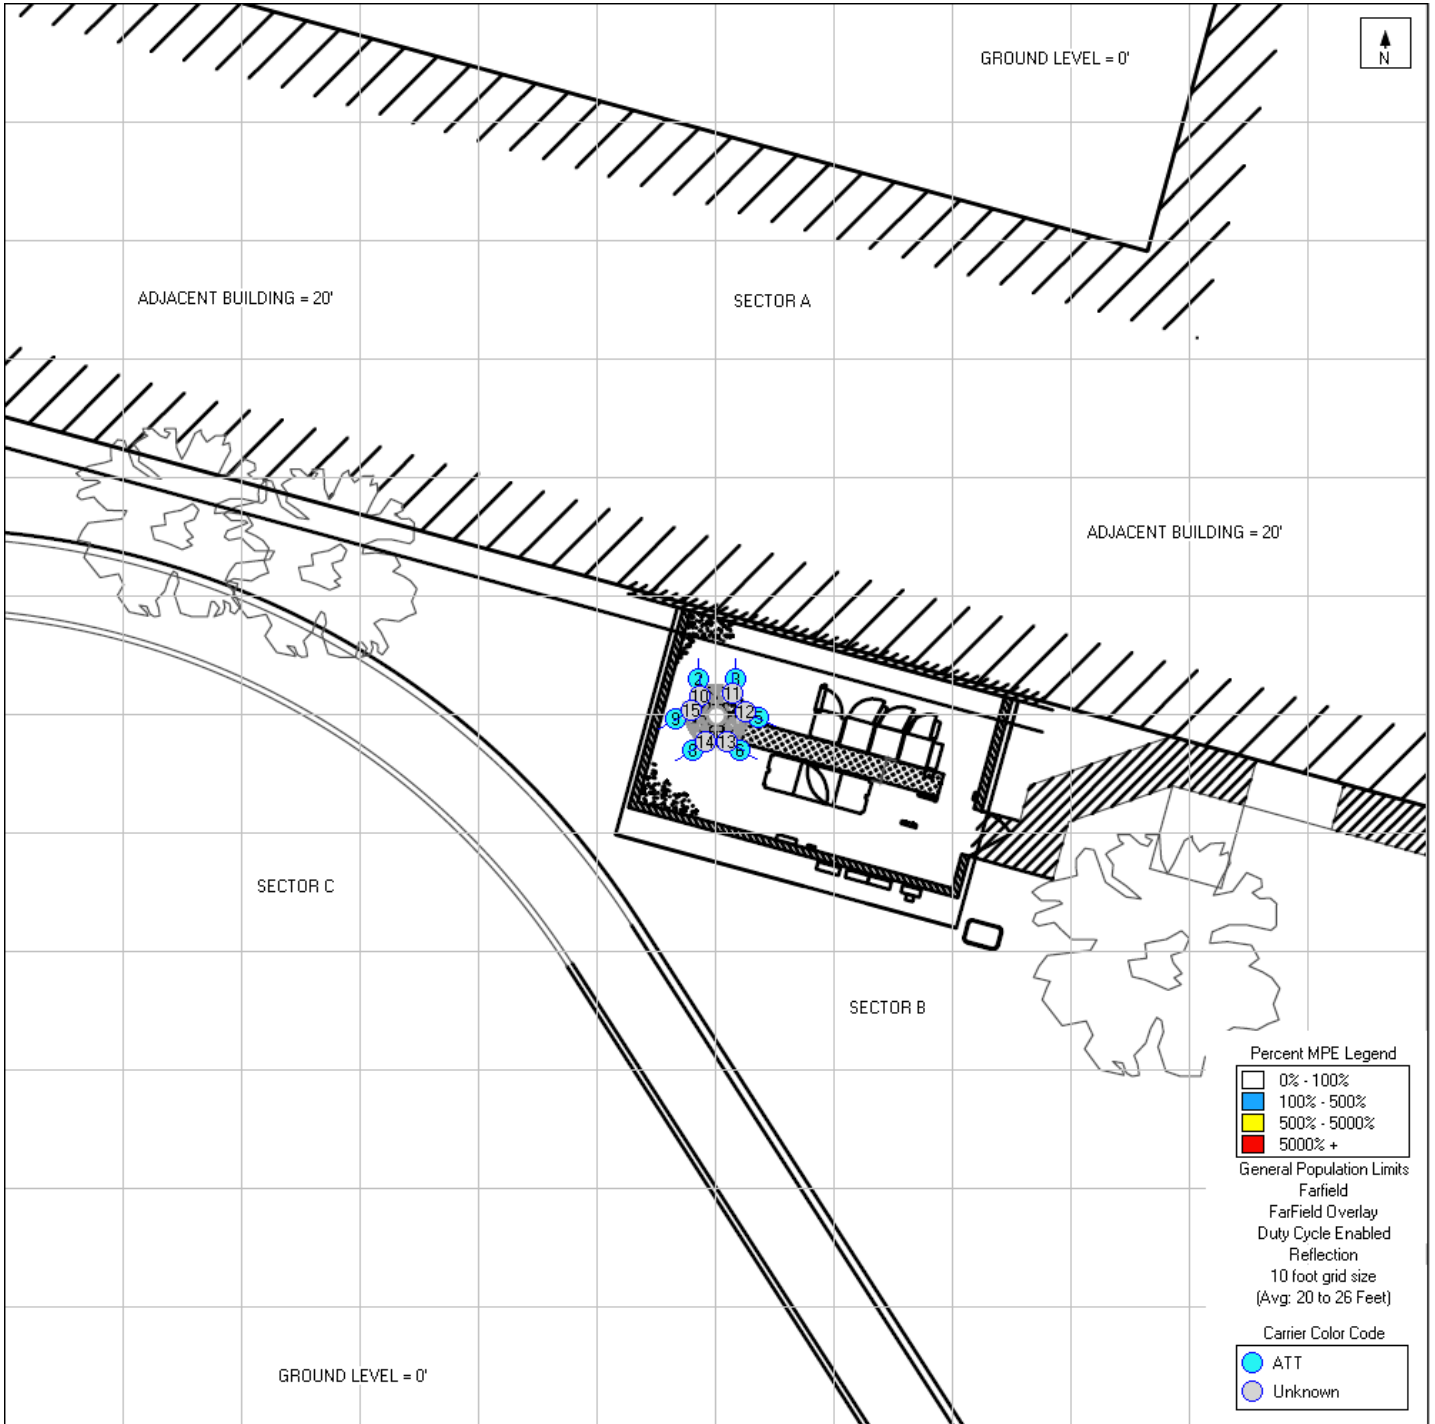 GROUND LEVEL = 0'
N
ADJACENT BUILDING = 20'
SECTOR A
ADJACENT BUILDING = 20'
2
3
10
11
15
12
9
5
14
13
8
6
SECTOR C
SECTOR B
Percent MPE Legend
0% - 100%
100% - 500%
500% - 5000%
5000% +
General Population Limits
Farfield
FarField Overlay
Duty Cycle Enabled
Reflection
10 foot grid size
(Avg: 20 to 26 Feet)
Carrier Color Code
ATT
Unknown
GROUND LEVEL = 0'